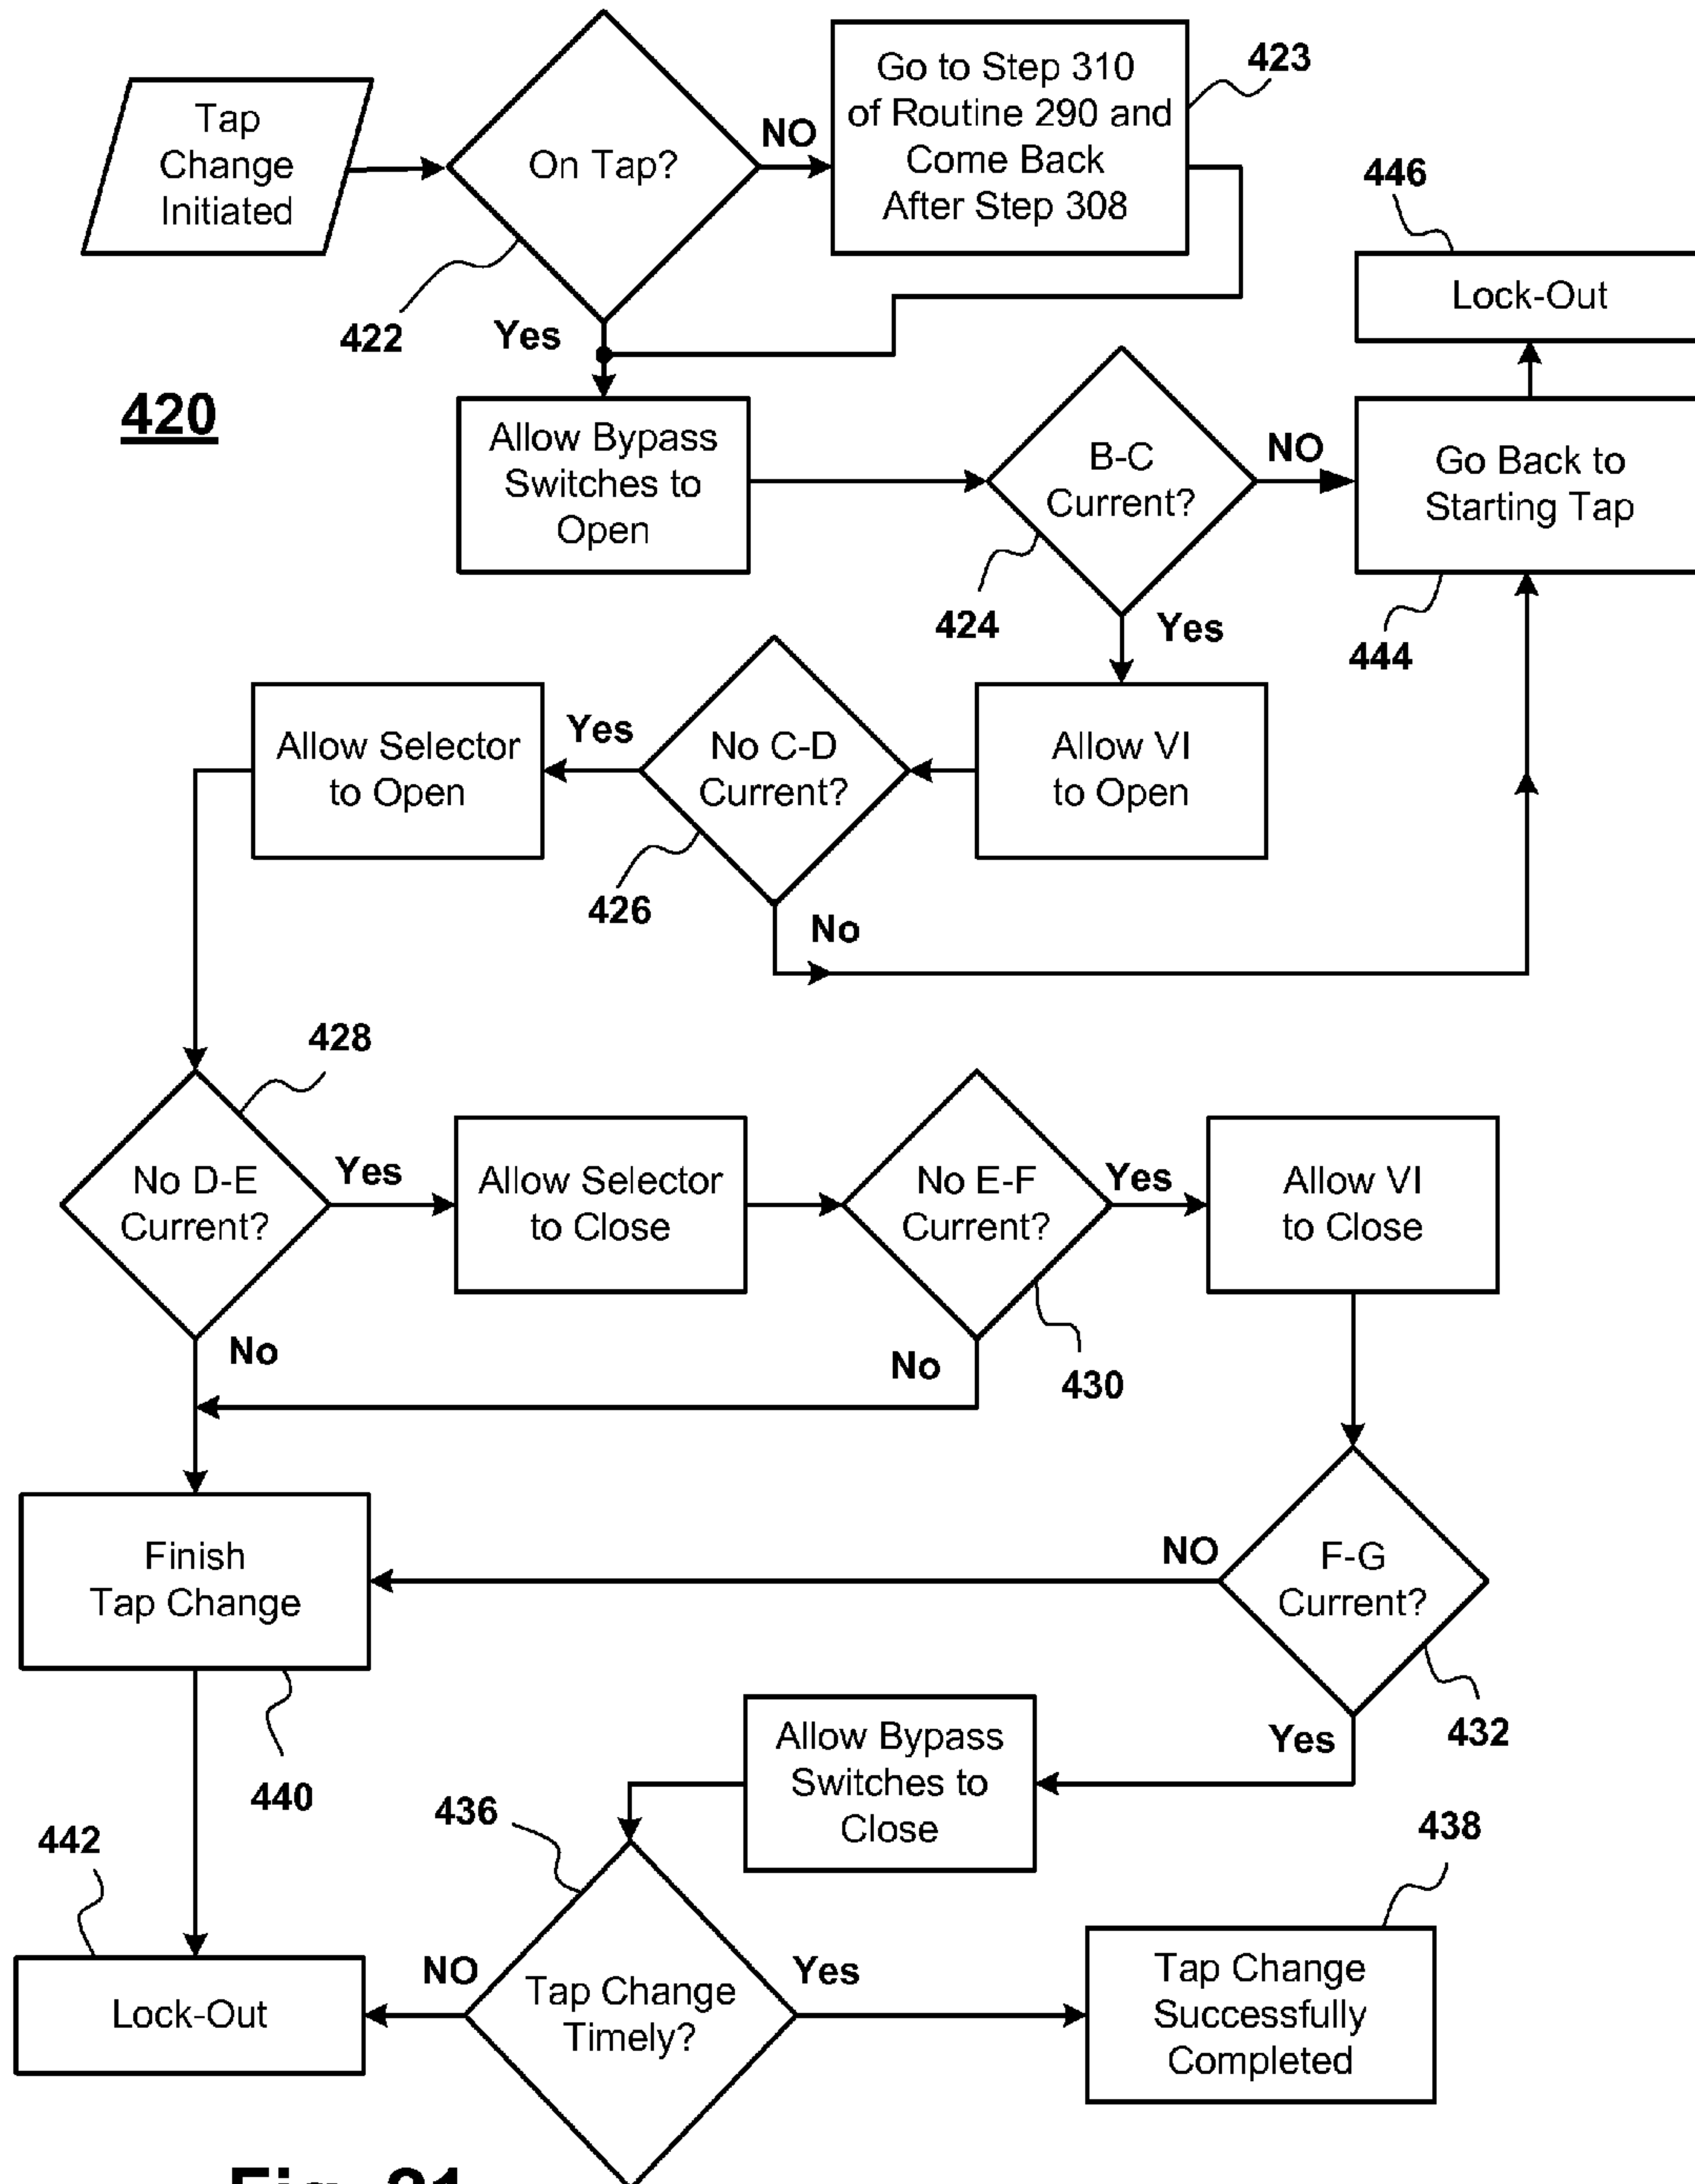 Tap
Change
Initiated
On Tap?
NO
Go to Step 310
of Routine 290 and
Come Back
After Step 308
423
446
Lock-Out
422
Yes
420
Allow Bypass
Switches to
Open
B-C
Current?
NO
Go Back to
Starting Tap
424
Yes
444
Allow Selector
to Open
Yes
No C-D
Current?
Allow VI
to Open
426
No
428
No D-E
Current?
Yes
Allow Selector
to Close
No E-F
Current?
Yes
Allow VI
to Close
No
No
430
Finish
Tap Change
NO
F-G
Current?
432
Yes
440
Allow Bypass
Switches to
Close
436
438
442
Lock-Out
NO
Tap Change
Timely?
Yes
Tap Change
Successfully
Completed